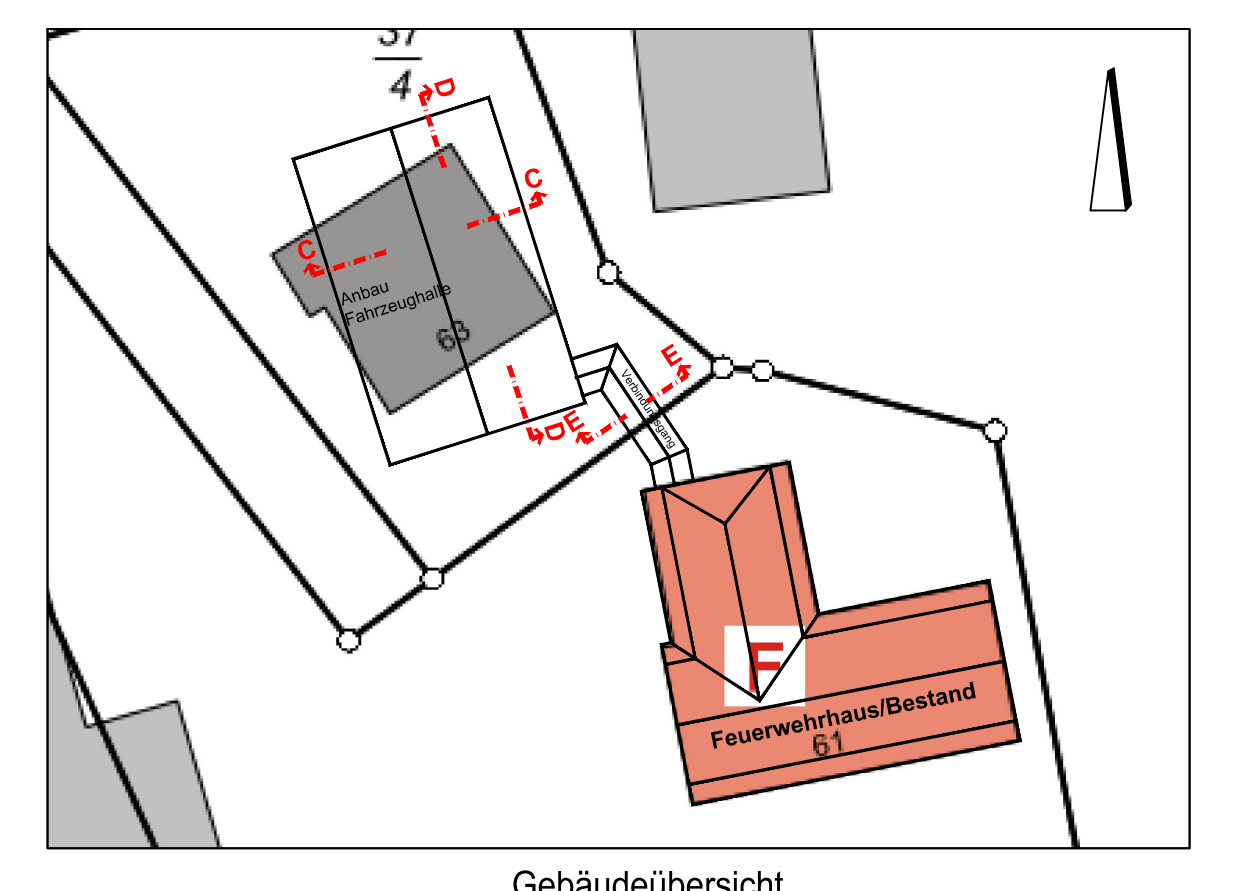 37
4
D
C
C
Anbau
Fahrzeughalle
63
E
Verbindungsgang
D
E
F
Feuerwehrhaus/Bestand
61
Gebäudeübersicht